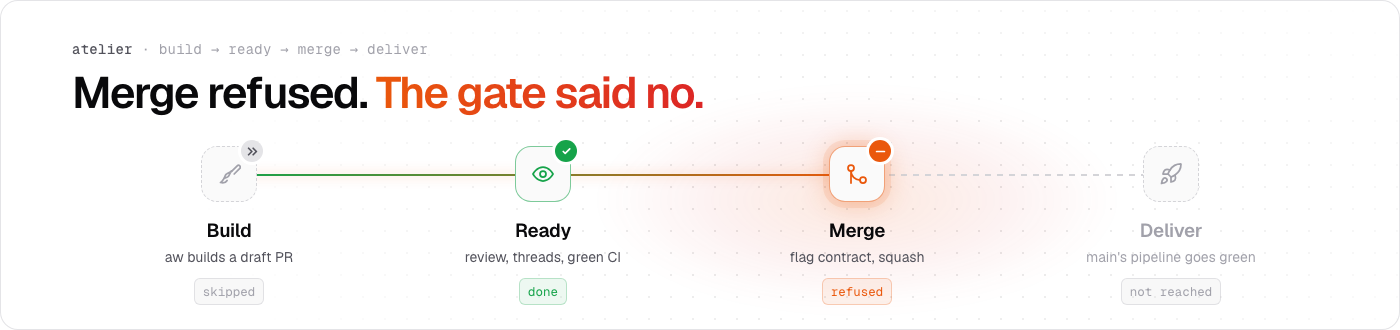 atelier · build → ready → merge → deliver
Merge refused. The gate said no.
Build
aw builds a draft PR
skipped
Ready
review, threads, green CI
done
Merge
flag contract, squash
refused
Deliver
main's pipeline goes green
not reached